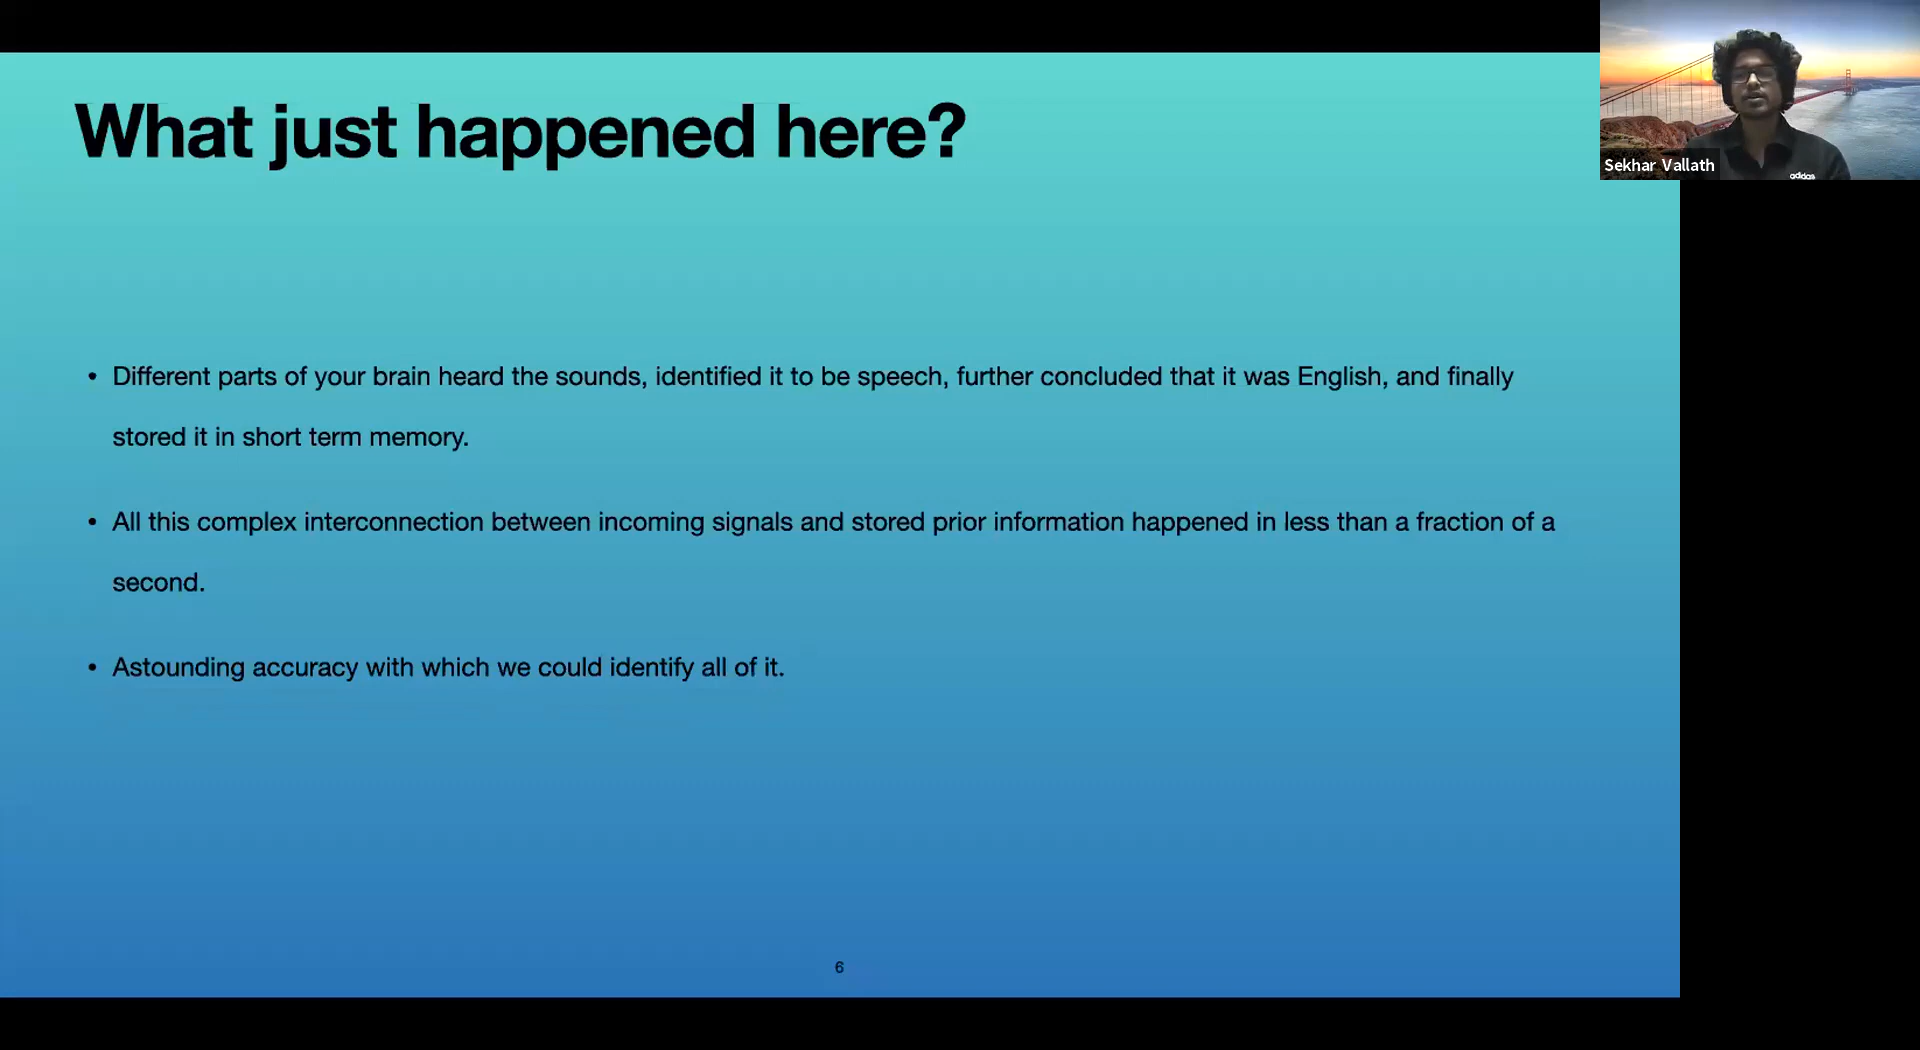 What just happened here?
Sekhar Vallath
adidas
• Different parts of your brain heard the sounds, identified it to be speech, further concluded that it was English, and finally
stored it in short term memory.
• All this complex interconnection between incoming signals and stored prior information happened in less than a fraction of a
second.
• Astounding accuracy with which we could identify all of it.
6